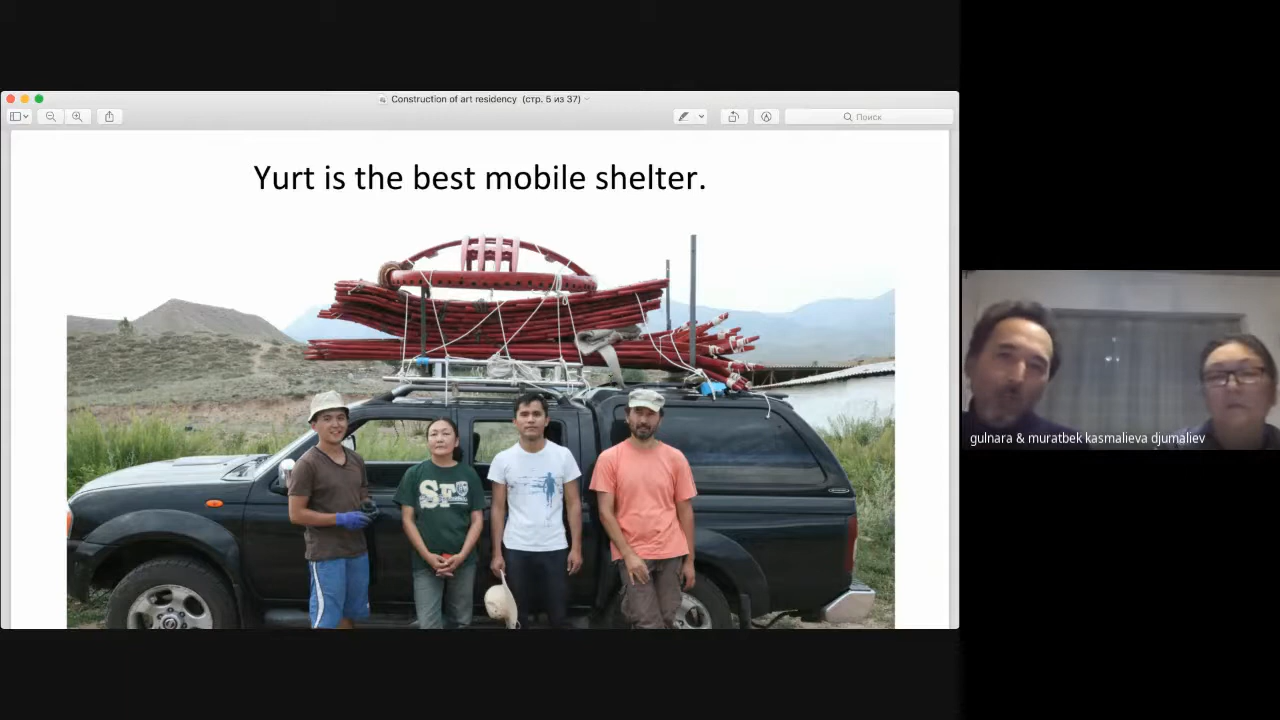 Construction of art residency (стр. 5 из 37)
Поиск
Yurt is the best mobile shelter.
SF
gulnara & muratbek kasmalieva djumaliev